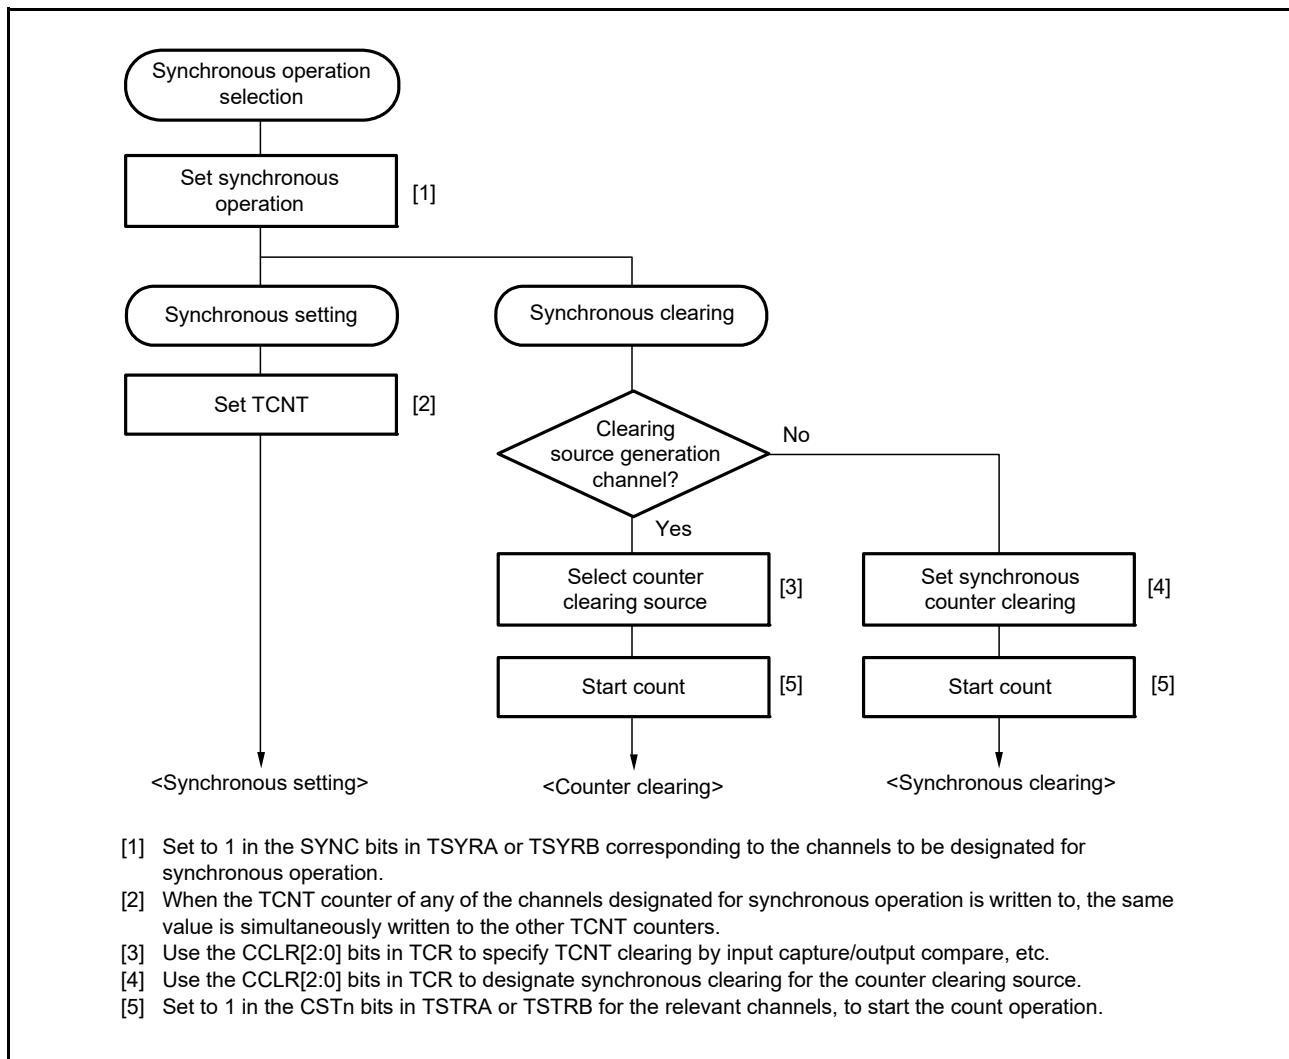 Synchronous operation
selection
Set synchronous
operation
[1]
Synchronous setting
Synchronous clearing
Set TCNT
[2]
Clearing
source generation
channel?
No
Yes
Select counter
clearing source
[3]
Set synchronous
counter clearing
[4]
Start count
[5]
Start count
[5]
<Synchronous setting>
<Counter clearing>
<Synchronous clearing>
[1] Set to 1 in the SYNC bits in TSYRA or TSYRB corresponding to the channels to be designated for
synchronous operation.
[2] When the TCNT counter of any of the channels designated for synchronous operation is written to, the same
value is simultaneously written to the other TCNT counters.
[3] Use the CCLR[2:0] bits in TCR to specify TCNT clearing by input capture/output compare, etc.
[4] Use the CCLR[2:0] bits in TCR to designate synchronous clearing for the counter clearing source.
[5] Set to 1 in the CSTn bits in TSTRA or TSTRB for the relevant channels, to start the count operation.